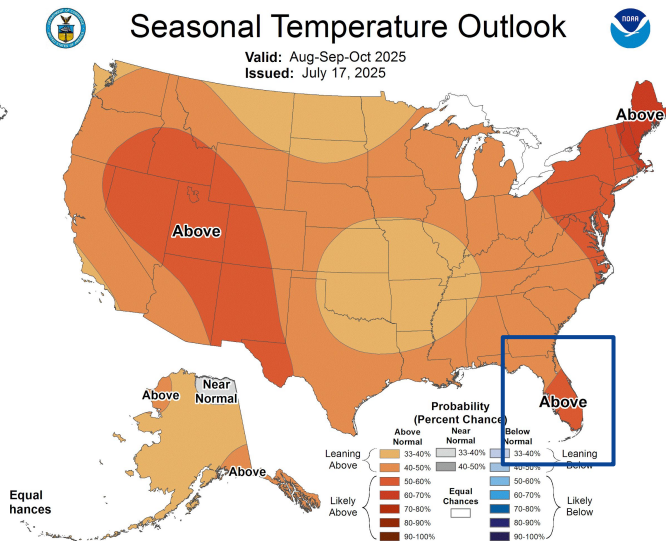 Seasonal Temperature Outlook
NOAA
Valid: Aug-Sep-Oct 2025
Issued: July 17, 2025
Above
Above
Above
Near
Normal
Above
Above
Equal
hances
Probability
(Percent Chance)
Above
Normal
Near
Normal
Below
Normal
Leaning
Above
33-40%
40-50%
33-40%
40-50%
33-40%
40-50%
Leaning
Below
Likely
Above
50-60%
60-70%
70-80%
80-90%
90-100%
Equal
Chances
50-60%
60-70%
70-80%
80-90%
90-100%
Likely
Below